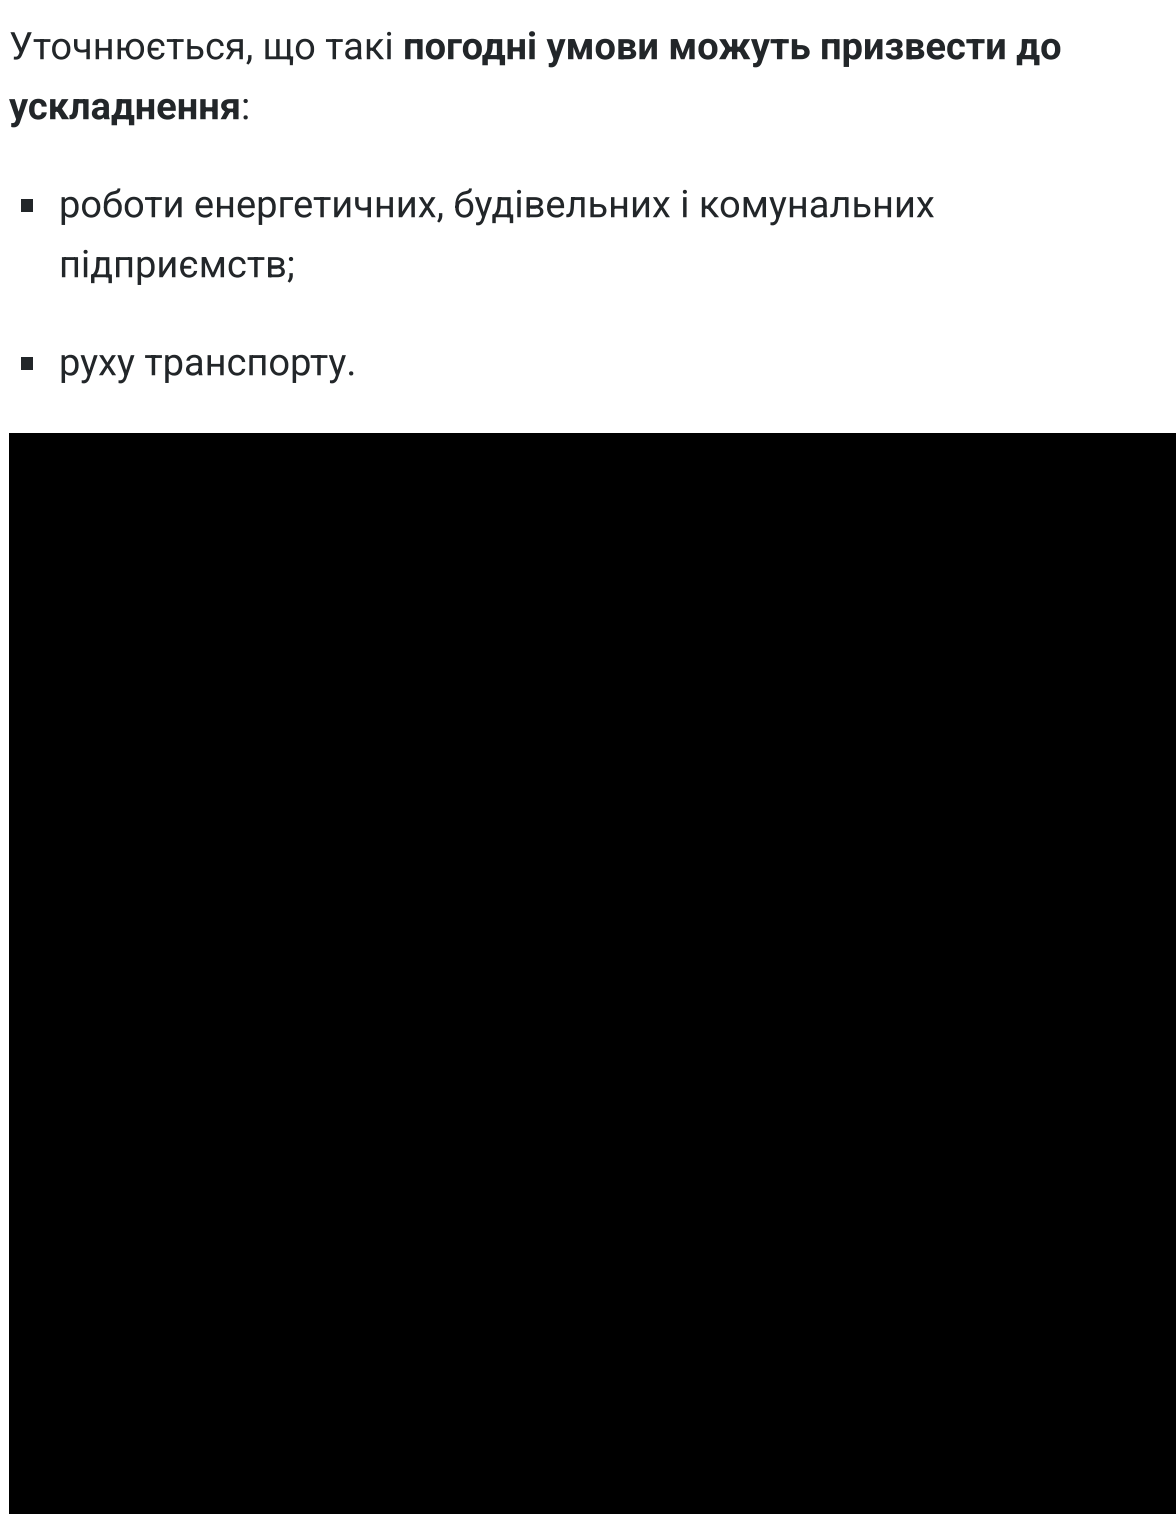 Уточнюється, що такі погодні умови можуть призвести до
ускладнення:
роботи енергетичних, будівельних і комунальних
підприємств;
руху транспорту.